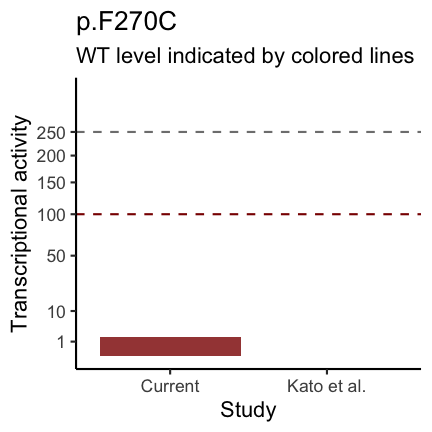 p.F270C
WT level indicated by colored lines
Transcriptional activity
250
200
150
100
50
10
1
Current
Kato et al.
Study